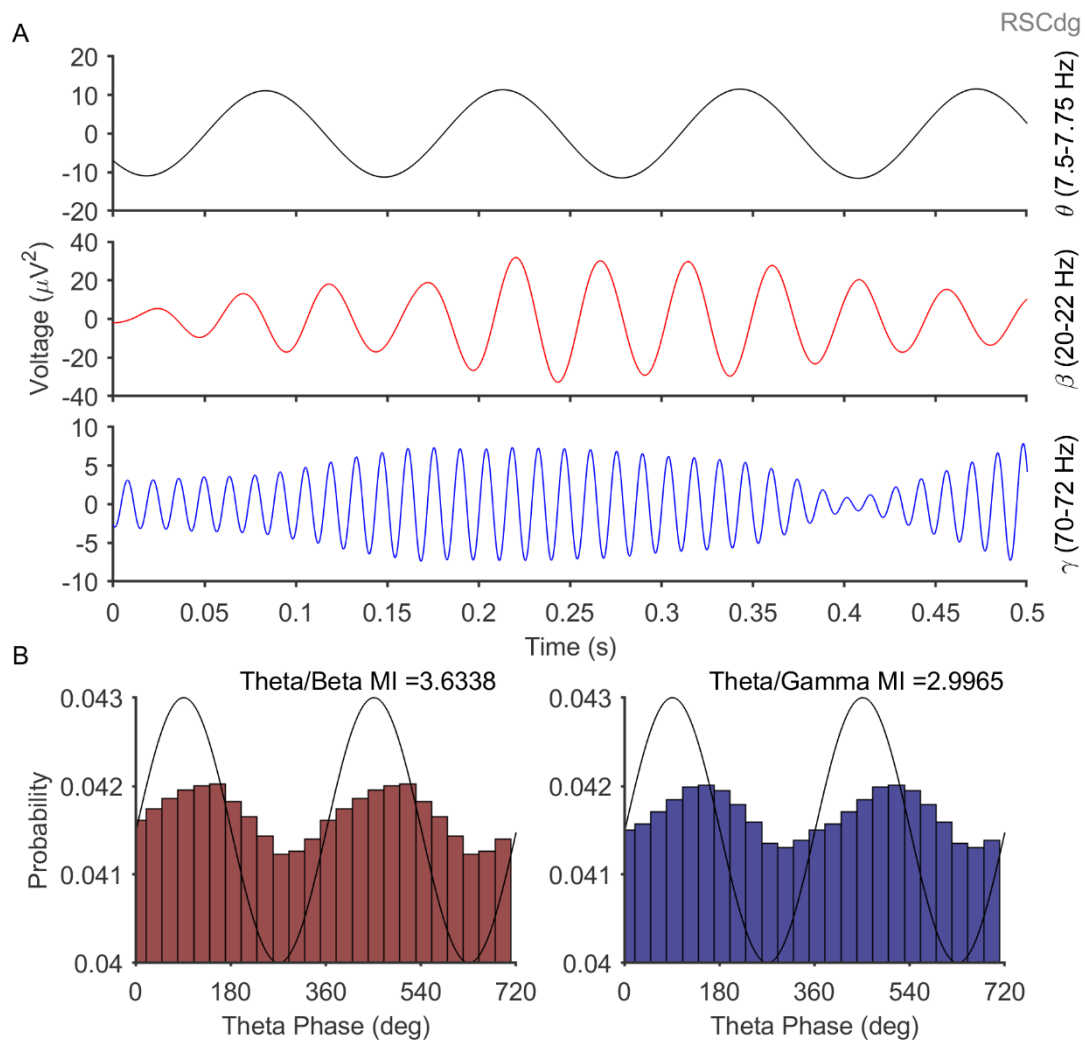 RSCdg
A
20
10
0
-10
-20
θ (7.5-7.75 Hz)
40
20
0
-20
-40
Voltage (μV²)
β (20-22 Hz)
10
5
0
-5
-10
γ (70-72 Hz)
0 0.05 0.1 0.15 0.2 0.25 0.3 0.35 0.4 0.45 0.5
Time (s)
B
Theta/Beta MI =3.6338
0.043
0.042
0.041
0.04
Probability
0 180 360 540 720
Theta Phase (deg)
Theta/Gamma MI =2.9965
0.043
0.042
0.041
0.04
0 180 360 540 720
Theta Phase (deg)